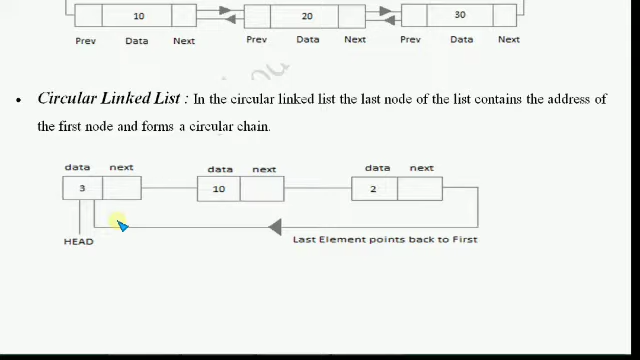 10 20 30
Prev Data Next Prev Data Next Prev Data Next
• Circular Linked List : In the circular linked list the last node of the list contains the address of
the first node and forms a circular chain.
data next data next data next
3 10 2
HEAD Last Element points back to First